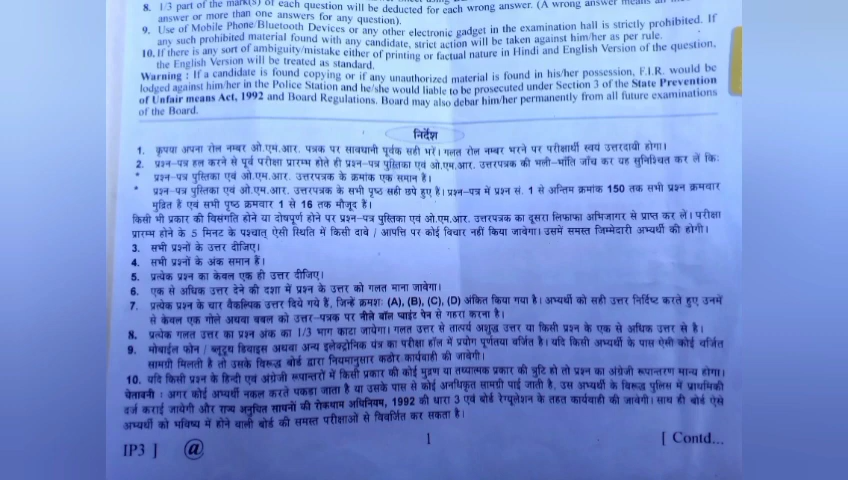 8. 1/3 part of the mark(s) of each question will be deducted for each wrong answer. (A wrong answer means an
answer or more than one answers for any question).
9. Use of Mobile Phone/Bluetooth Devices or any other electronic gadget in the examination hall is strictly prohibited. If
any such prohibited material found with any candidate, strict action will be taken against him/her as per rule.
10. If there is any sort of ambiguity/mistake either of printing or factual nature in Hindi and English Version of the question,
the English Version will be treated as standard.
Warning : If a candidate is found copying or if any unauthorized material is found in his/her possession, F.I.R. would be
lodged against him/her in the Police Station and he/she would liable to be prosecuted under Section 3 of the State Prevention
of Unfair means Act, 1992 and Board Regulations. Board may also debar him/her permanently from all future examinations
of the Board.
निर्देश
1. कृपया अपना रोल नम्बर ओ.एम.आर. पत्रक पर सावधानी पूर्वक सही भरें। गलत रोल नम्बर भरने पर परीक्षार्थी स्वयं उत्तरदायी होगा।
2. प्रश्न-पत्र हल करने से पूर्व परीक्षा प्रारम्भ होते ही प्रश्न-पत्र पुस्तिका एवं ओ.एम.आर. उत्तरपत्रक की भली-भाँति जाँच कर यह सुनिश्चित कर लें कि:
* प्रश्न-पत्र पुस्तिका एवं ओ.एम.आर. उत्तरपत्रक के क्रमांक एक समान है।
* प्रश्न-पत्र पुस्तिका एवं ओ.एम.आर. उत्तरपत्रक के सभी पृष्ठ सही छपे हुए है। प्रश्न-पत्र में प्रश्न सं. 1 से अन्तिम क्रमांक 150 तक सभी प्रश्न क्रमवार
मुद्रित है एवं सभी पृष्ठ क्रमवार 1 से 16 तक मौजूद है।
किसी भी प्रकार की विसंगति होने या दोषपूर्ण होने पर प्रश्न-पत्र पुस्तिका एवं ओ.एम.आर. उत्तरपत्रक का दूसरा लिफाफा अभिजागर से प्राप्त कर लें। परीक्षा
प्रारम्भ होने के 5 मिनट के पश्चात् ऐसी स्थिति में किसी दावे / आपत्ति पर कोई विचार नहीं किया जावेगा। उसमें समस्त जिम्मेदारी अभ्यर्थी की होगी।
3. सभी प्रश्नों के उत्तर दीजिए।
4. सभी प्रश्नों के अंक समान हैं।
5. प्रत्येक प्रश्न का केवल एक ही उत्तर दीजिए।
6. एक से अधिक उत्तर देने की दशा में प्रश्न के उत्तर को गलत माना जावेगा।
7. प्रत्येक प्रश्न के चार वैकल्पिक उत्तर दिये गये है, जिन्हें क्रमशः (A), (B), (C), (D) अंकित किया गया है। अभ्यर्थी को सही उत्तर निर्दिष्ट करते हुए उनमें
से केवल एक गोले अथवा बबल को उत्तर-पत्रक पर नीले बॉल प्वाईंट पेन से गहरा करना है।
8. प्रत्येक गलत उत्तर का प्रश्न अंक का 1/3 भाग काटा जायेगा। गलत उत्तर से तात्पर्य अशुद्ध उत्तर या किसी प्रश्न के एक से अधिक उत्तर से है।
9. मोबाईल फोन / ब्लूटूथ डिवाइस अथवा अन्य इलेक्ट्रोनिक यंत्र का परीक्षा हॉल में प्रयोग पूर्णतया वर्जित है। यदि किसी अभ्यर्थी के पास ऐसी कोई वर्जित
सामग्री मिलती है तो उसके विरूद्ध बोर्ड द्वारा नियमानुसार कठोर कार्यवाही की जावेगी।
10. यदि किसी प्रश्न के हिन्दी एवं अंग्रेजी रूपान्तरों में किसी प्रकार की कोई मुद्रण या तथ्यात्मक प्रकार की त्रुटि हो तो प्रश्न का अंग्रेजी रूपान्तरण मान्य होगा।
चेतावनी : अगर कोई अभ्यर्थी नकल करते पकड़ा जाता है या उसके पास से कोई अनधिकृत सामग्री पाई जाती है, उस अभ्यर्थी के विरूद्ध पुलिस में प्राथमिकी
दर्ज कराई जायेगी और राज्य अनुचित साधनों की रोकथाम अधिनियम, 1992 की धारा 3 एवं बोर्ड रेग्यूलेशन के तहत कार्यवाही की जावेगी। साथ ही बोर्ड ऐसे
अभ्यर्थी को भविष्य में होने वाली बोर्ड की समस्त परीक्षाओं से विवर्जित कर सकता है।
IP3 ] @ 1 [ Contd...